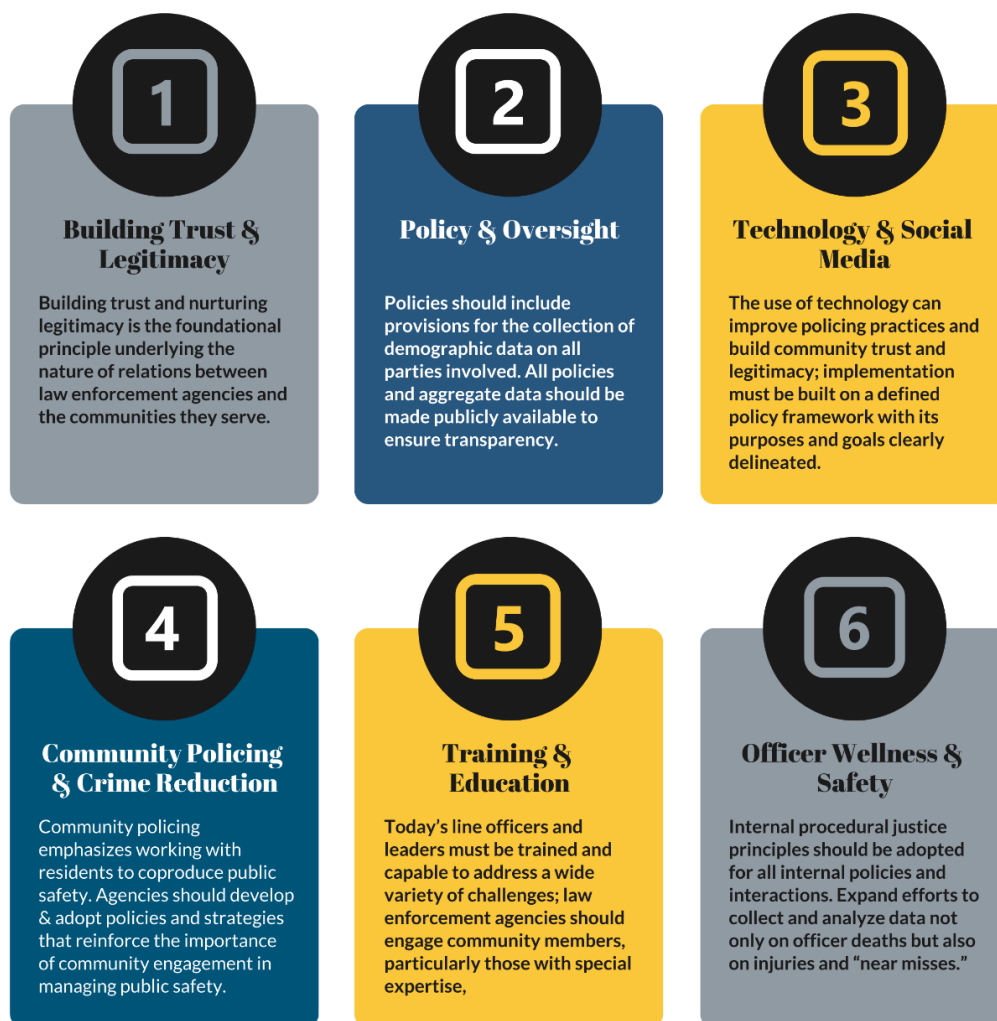 1
Building Trust &
Legitimacy
Building trust and nurturing
legitimacy is the foundational
principle underlying the
nature of relations between
law enforcement agencies and
the communities they serve.
2
Policy & Oversight
Policies should include
provisions for the collection of
demographic data on all
parties involved. All policies
and aggregate data should be
made publicly available to
ensure transparency.
3
Technology & Social
Media
The use of technology can
improve policing practices and
build community trust and
legitimacy; implementation
must be built on a defined
policy framework with its
purposes and goals clearly
delineated.
4
Community Policing
& Crime Reduction
Community policing
emphasizes working with
residents to coproduce public
safety. Agencies should develop
& adopt policies and strategies
that reinforce the importance
of community engagement in
managing public safety.
5
Training &
Education
Today’s line officers and
leaders must be trained and
capable to address a wide
variety of challenges; law
enforcement agencies should
engage community members,
particularly those with special
expertise,
6
Officer Wellness &
Safety
Internal procedural justice
principles should be adopted
for all internal policies and
interactions. Expand efforts to
collect and analyze data not
only on officer deaths but also
on injuries and “near misses.”